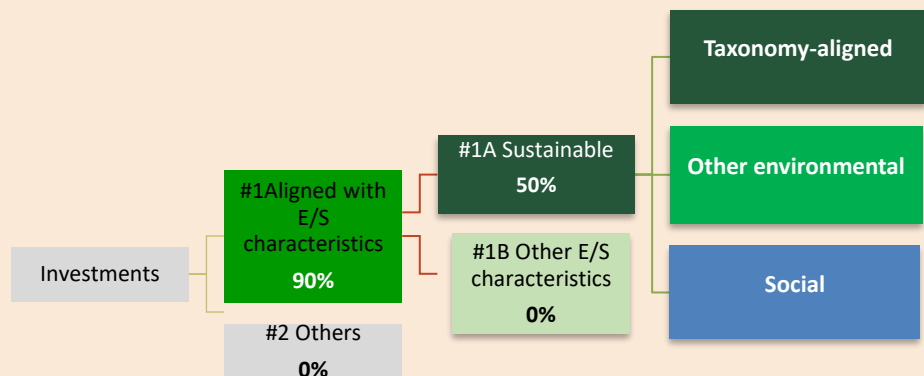 Investments
#1Aligned with
E/S
characteristics
90%
#2 Others
0%
#1A Sustainable
50%
#1B Other E/S
characteristics
0%
Taxonomy-aligned
Other environmental
Social